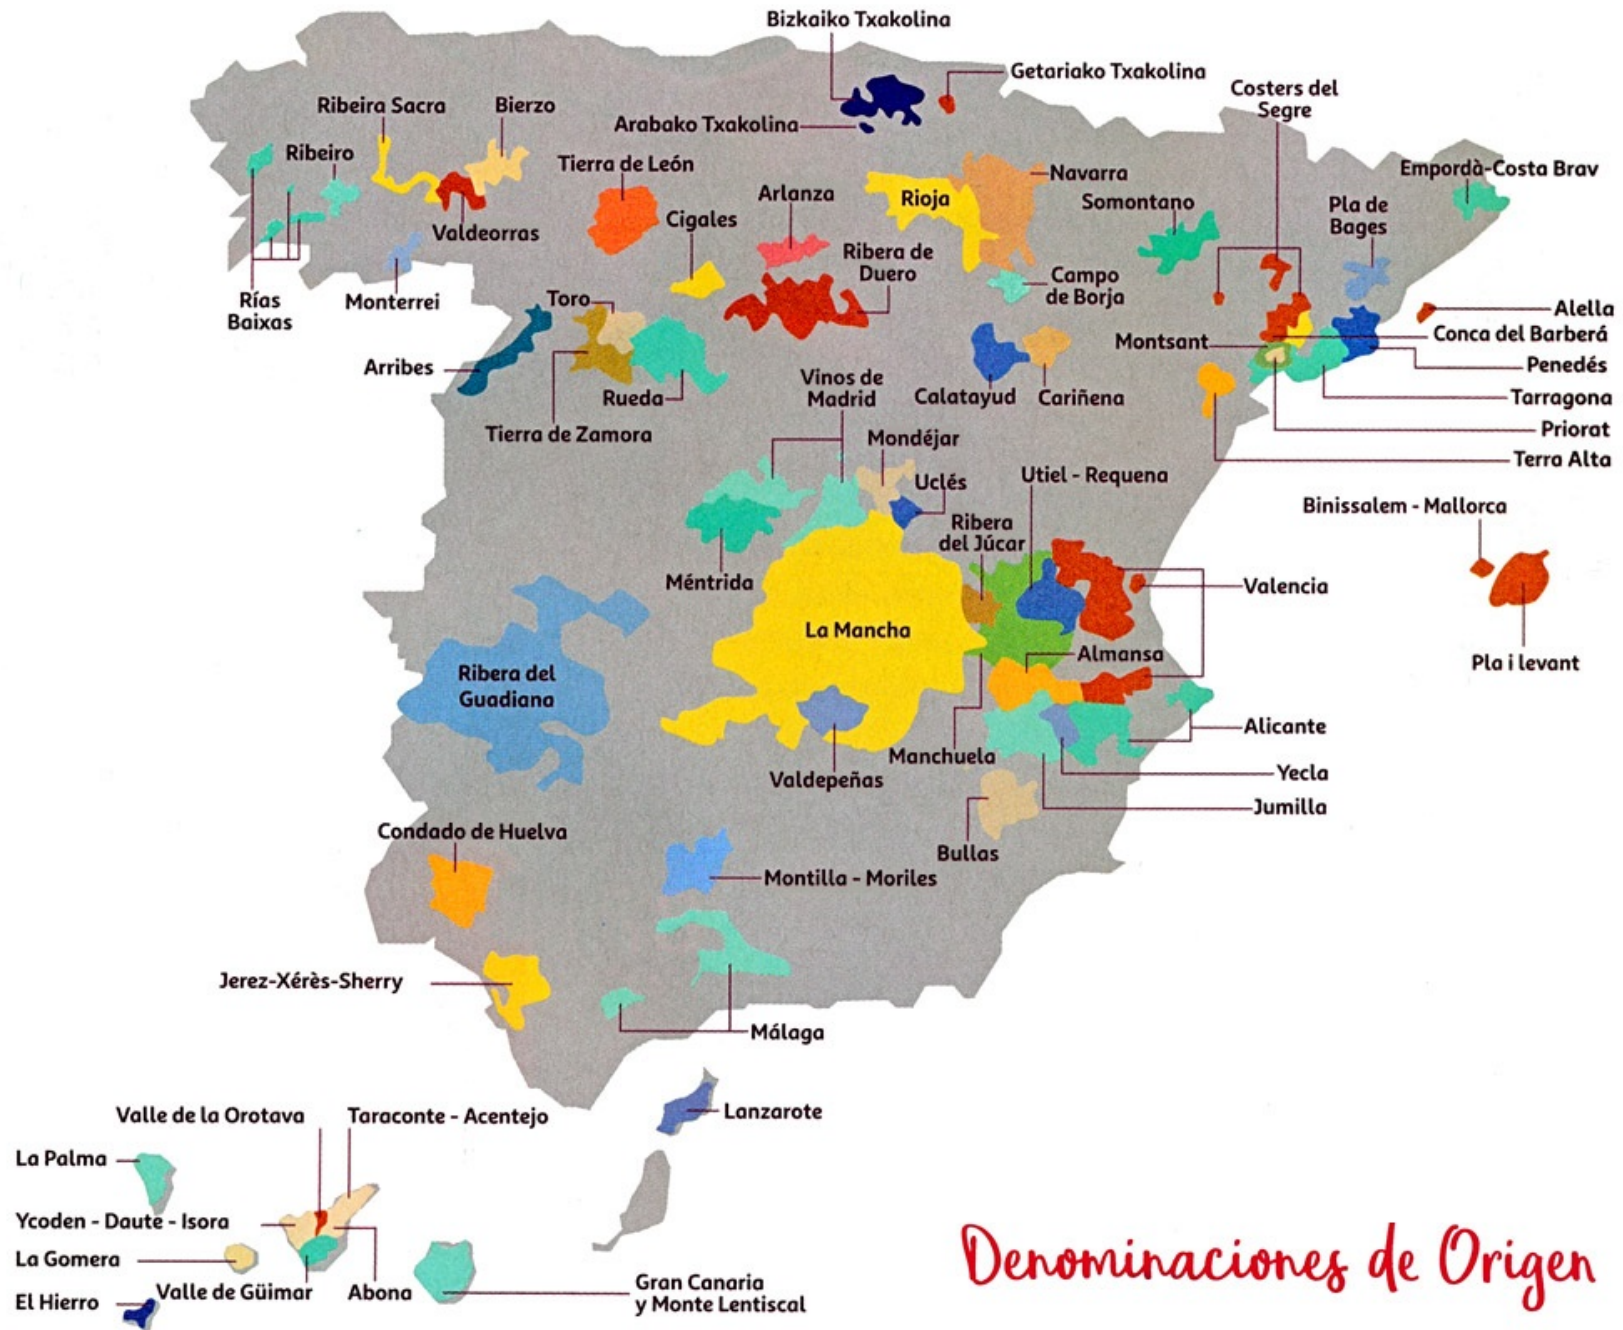 Bizkaiko Txakolina
Getariako Txakolina
Costers del
Segre
Ribeira Sacra
Bierzo
Arabako Txakolina
Ribeiro
Tierra de León
Navarra
Empordà-Costa Brav
Arlanza
Rioja
Somontano
Pla de
Bages
Cigales
Valdeorras
Ribera de
Duero
Campo
de Borja
Rías
Baixas
Monterrei
Toro
Alella
Conca del Barberá
Montsant
Arribes
Penedés
Vinos de
Madrid
Rueda
Calatayud
Cariñena
Tarragona
Tierra de Zamora
Mondéjar
Priorat
Terra Alta
Utiel - Requena
Uclés
Binissalem - Mallorca
Ribera
del Júcar
Méntrida
Valencia
La Mancha
Almansa
Pla i levant
Ribera del
Guadiana
Alicante
Manchuela
Valdepeñas
Yecla
Jumilla
Condado de Huelva
Bullas
Montilla - Moriles
Jerez-Xérès-Sherry
Málaga
Valle de la Orotava
Taraconte - Acentejo
Lanzarote
La Palma
Ycoden - Daute - Isora
La Gomera
Valle de Güimar
Abona
El Hierro
Gran Canaria
y Monte Lentiscal
Denominaciones de Origen